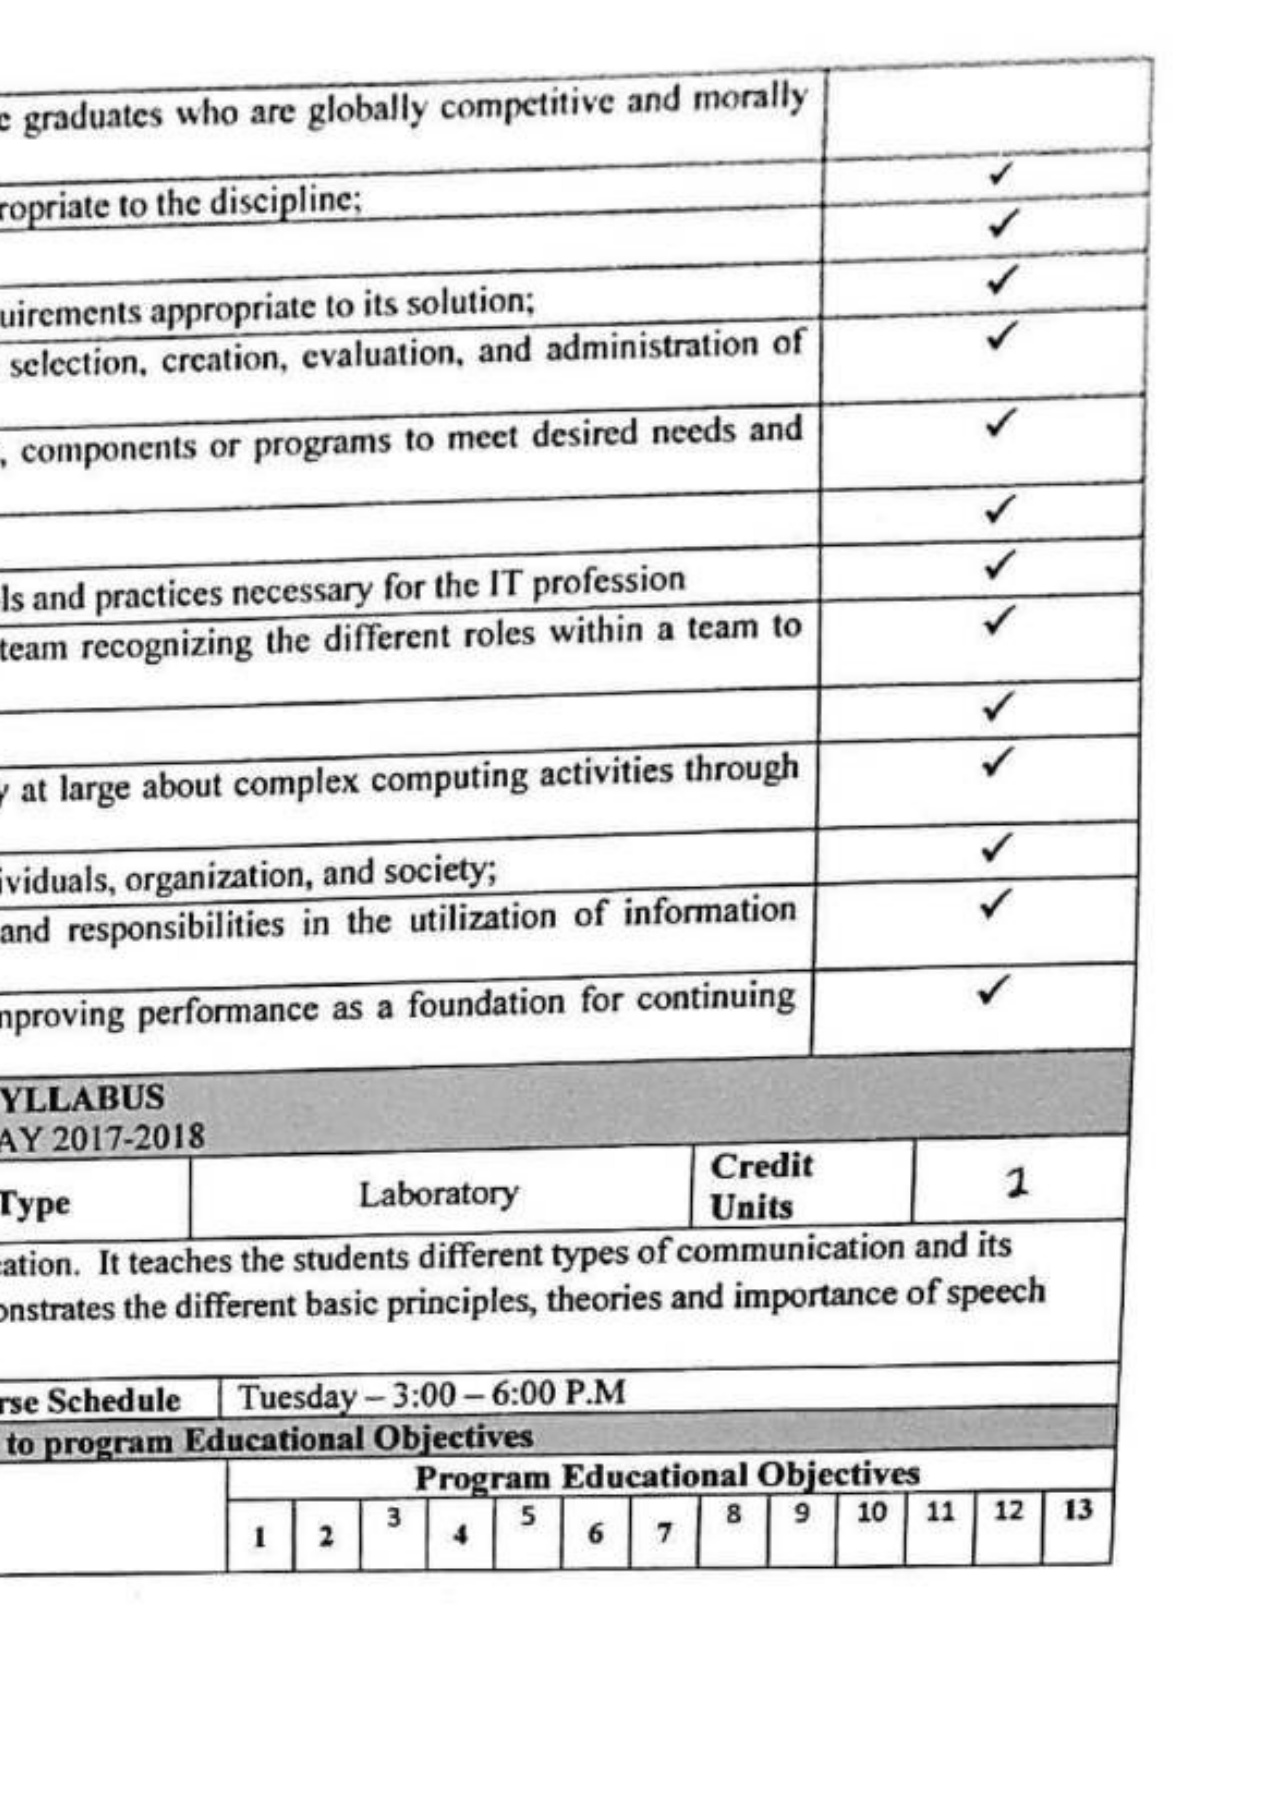 graduates who are globally competitive and morally
✓
ropriate to the discipline;
✓
✓
uirements appropriate to its solution;
✓
selection, creation, evaluation, and administration of
✓
, components or programs to meet desired needs and
✓
✓
ls and practices necessary for the IT profession
✓
team recognizing the different roles within a team to
✓
✓
y at large about complex computing activities through
✓
ividuals, organization, and society;
✓
and responsibilities in the utilization of information
✓
mproving performance as a foundation for continuing
YLLABUS
AY 2017-2018
Type Laboratory Credit Units
ation. It teaches the students different types of communication and its
onstrates the different basic principles, theories and importance of speech
rse Schedule Tuesday – 3:00 – 6:00 P.M
to program Educational Objectives
Program Educational Objectives
1 2 3 4 5 6 7 8 9 10 11 12 13